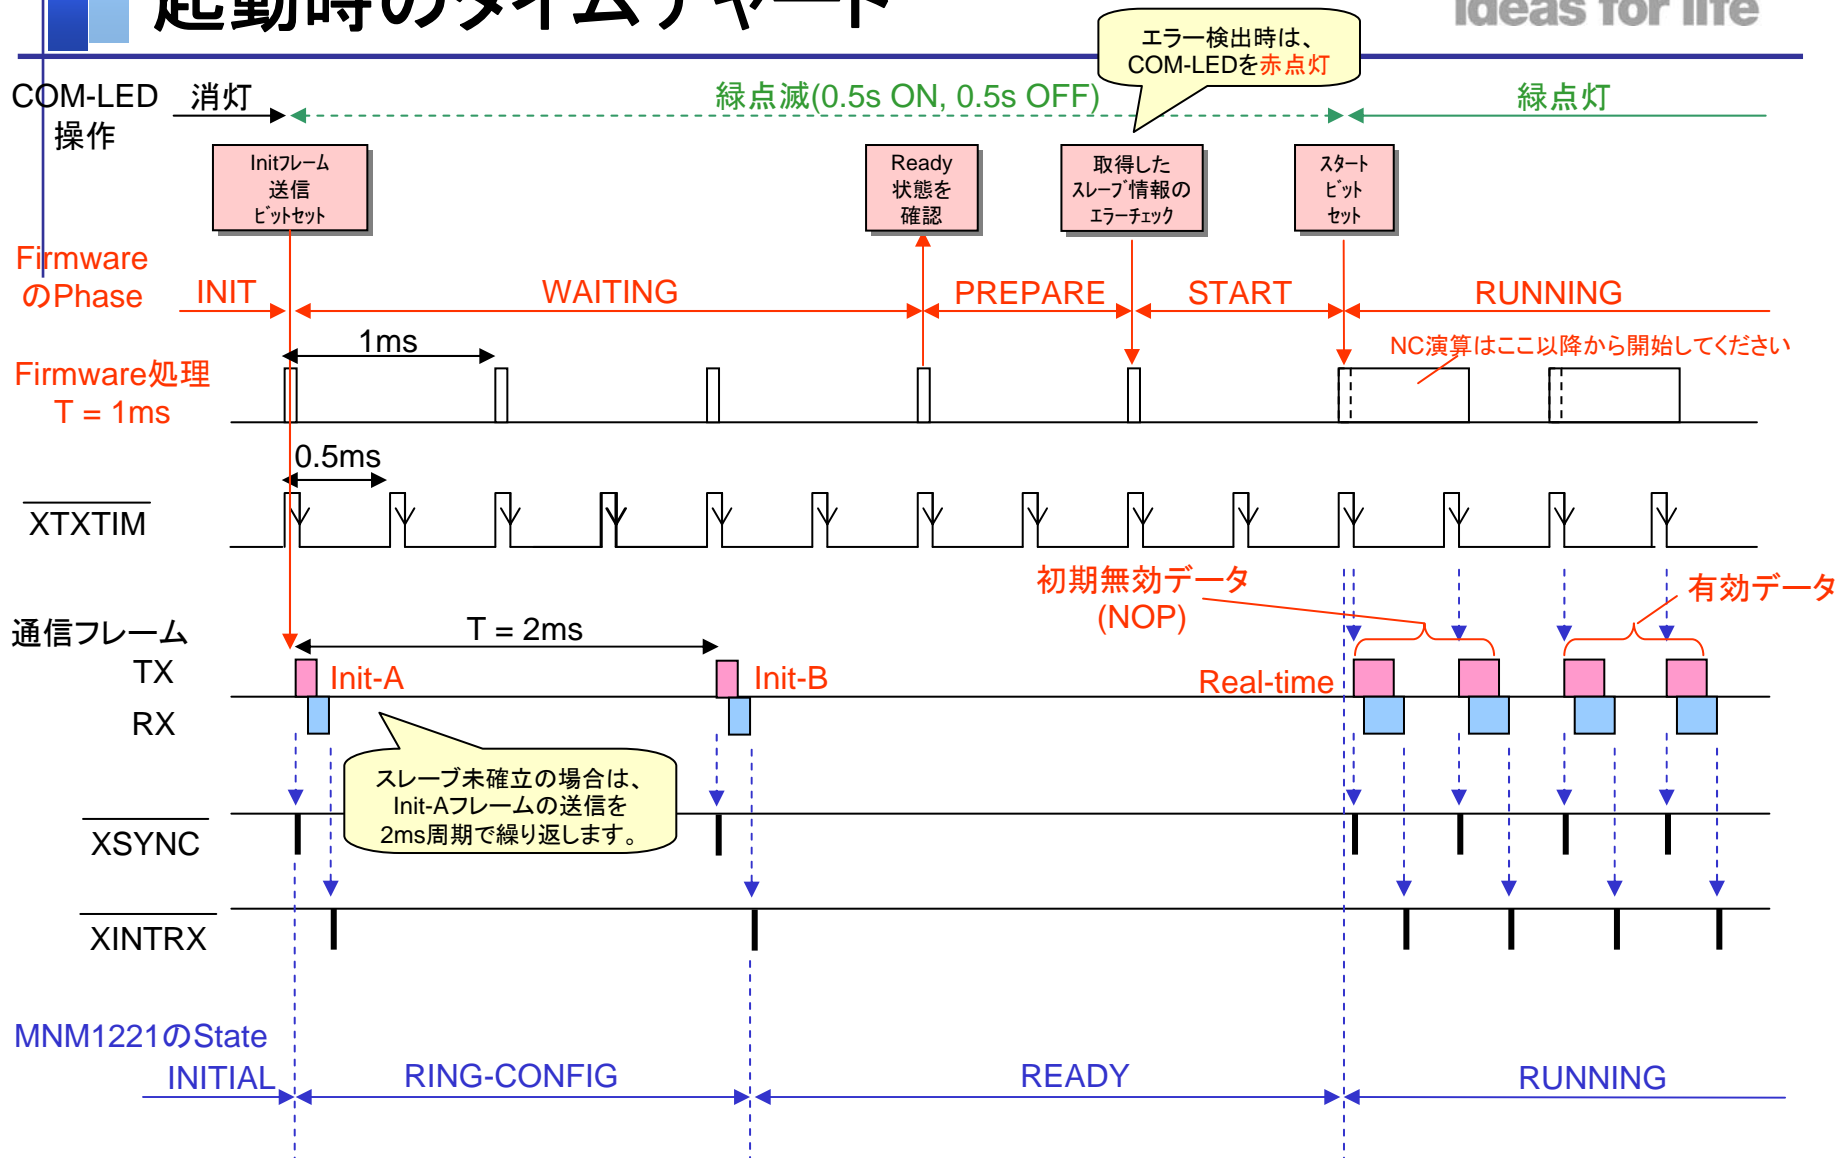 起動時のタイムチャート
ideas for life
エラー検出時は、
COM-LEDを赤点灯
COM-LED
操作
消灯
緑点滅(0.5s ON, 0.5s OFF)
緑点灯
Initﾌﾚｰﾑ
送信
ﾋﾞｯﾄｾｯﾄ
Ready
状態を
確認
取得した
ｽﾚｰﾌﾞ情報の
ｴﾗｰﾁｪｯｸ
ｽﾀｰﾄ
ﾋﾞｯﾄ
ｾｯﾄ
Firmware
のPhase
INIT
WAITING
PREPARE
START
RUNNING
1ms
NC演算はここ以降から開始してください
Firmware処理
T = 1ms
0.5ms
XTXTIM
初期無効データ
(NOP)
有効データ
通信フレーム
TX
RX
T = 2ms
Init-A
Init-B
Real-time
スレーブ未確立の場合は、
Init-Aフレームの送信を
2ms周期で繰り返します。
XSYNC
XINTRX
MNM1221のState
INITIAL
RING-CONFIG
READY
RUNNING